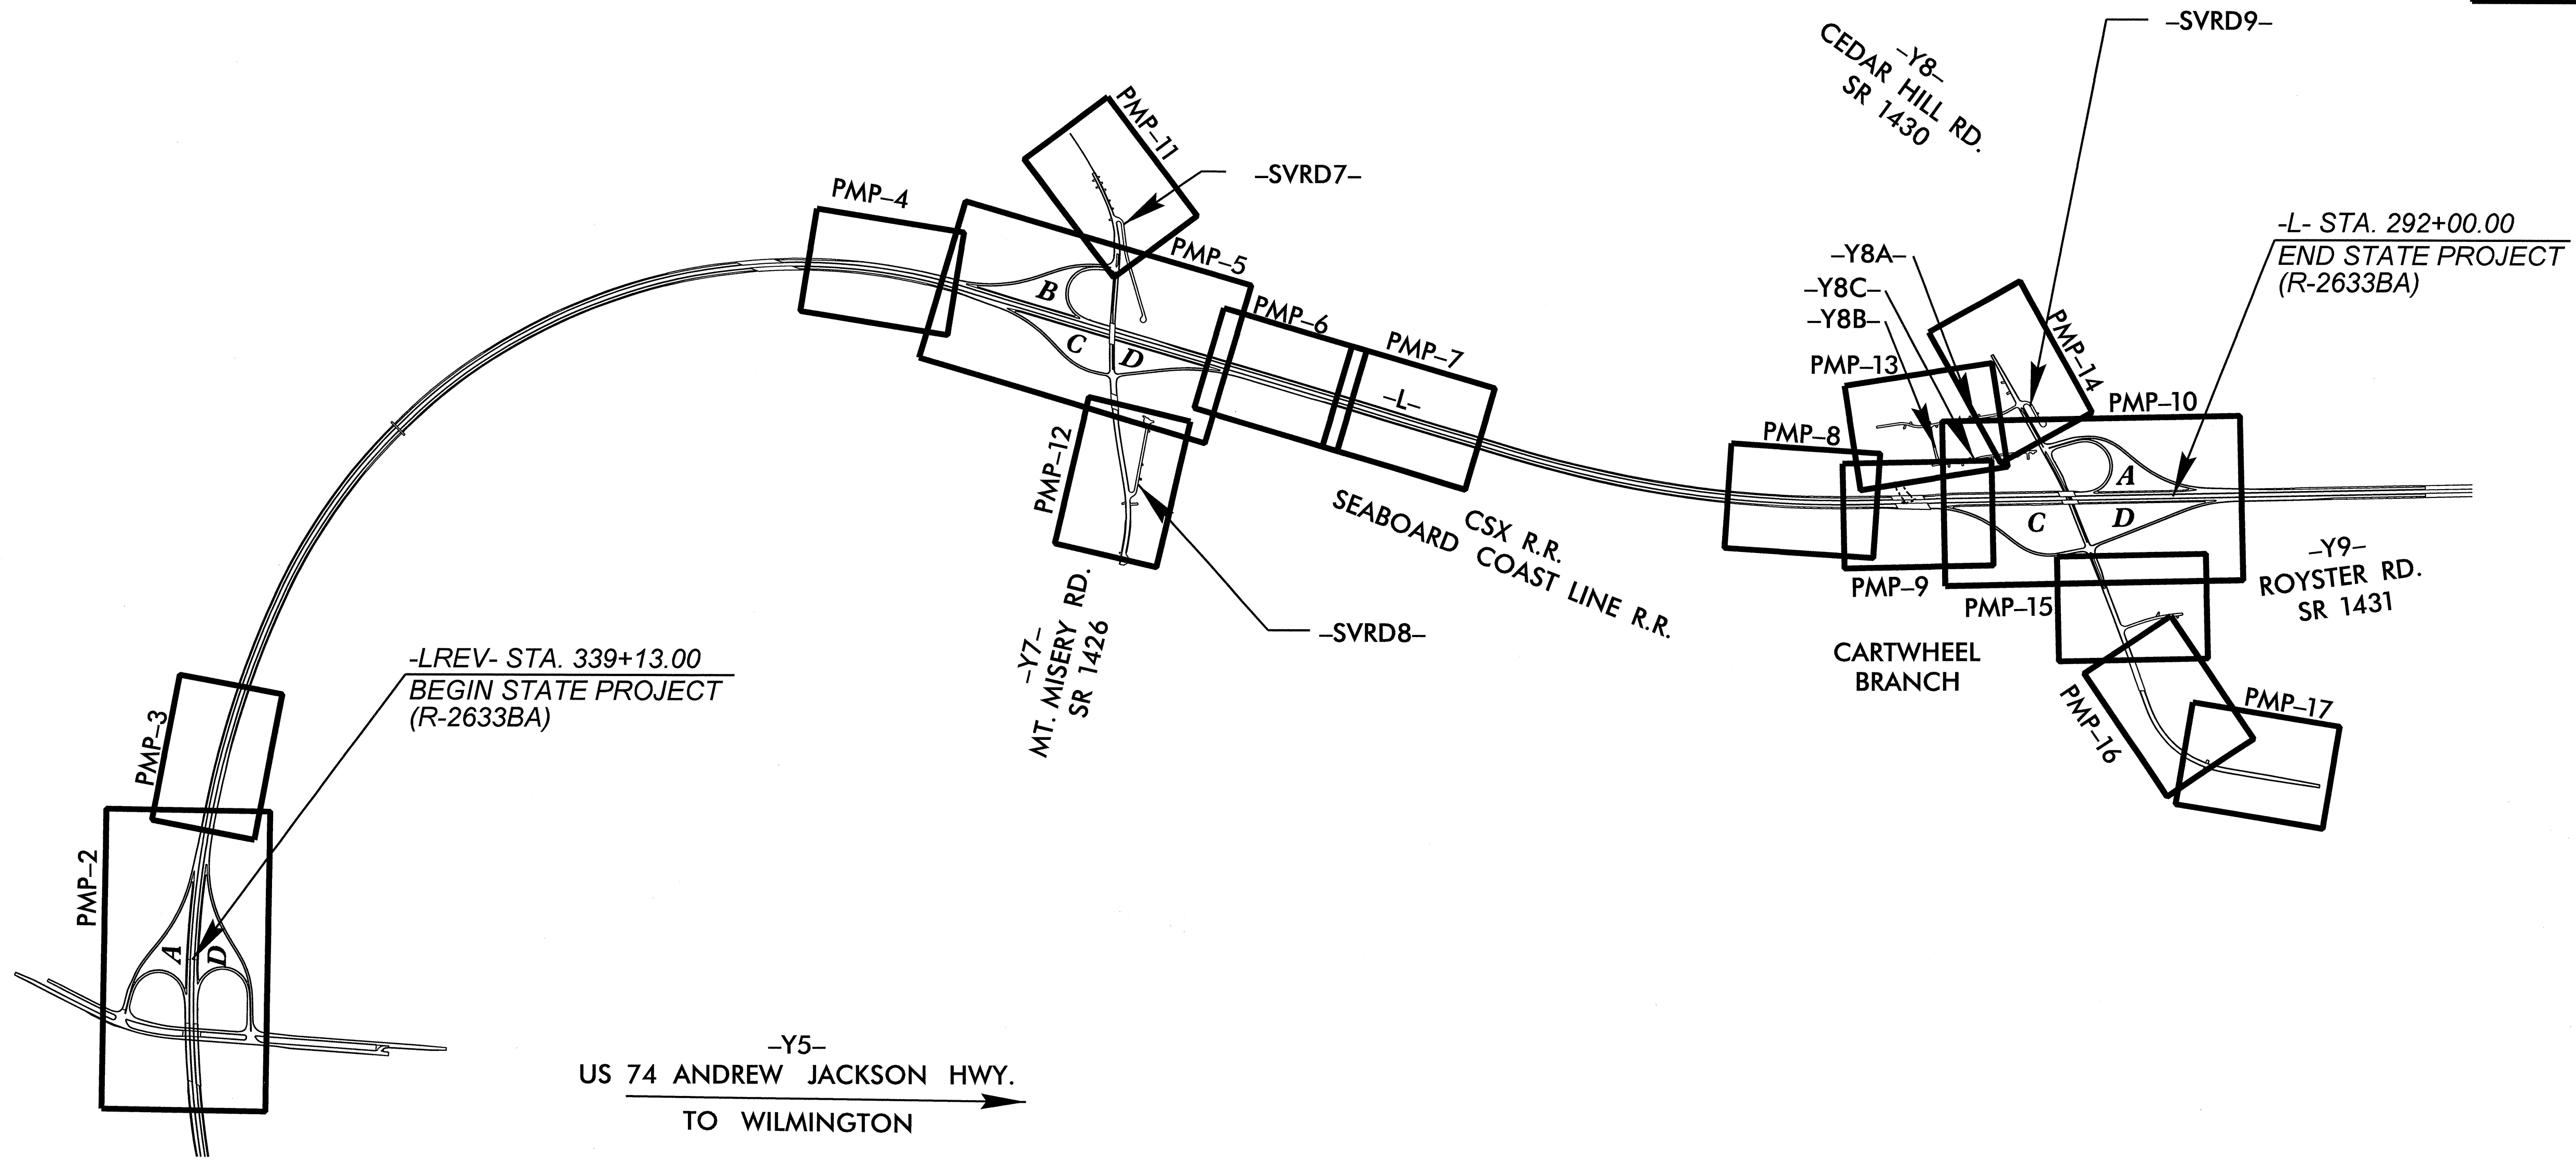 –SVRD9–
–Y8–
CEDAR HILL RD.
SR 1430
PMP–11
–SVRD7–
PMP–4
PMP–5
B
C
D
PMP–6
PMP–7
–L–
-L- STA. 292+00.00
END STATE PROJECT
(R-2633BA)
–Y8A–
–Y8C–
–Y8B–
PMP–13
PMP–14
PMP–10
PMP–8
A
C
D
PMP–9
PMP–15
PMP–12
CSX R.R.
SEABOARD COAST LINE R.R.
–Y9–
ROYSTER RD.
SR 1431
–SVRD8–
–Y7–
MT. MISERY RD.
SR 1426
CARTWHEEL
BRANCH
PMP–16
PMP–17
-LREV- STA. 339+13.00
BEGIN STATE PROJECT
(R-2633BA)
PMP–3
PMP–2
A
D
–Y5–
US 74 ANDREW JACKSON HWY.
TO WILMINGTON